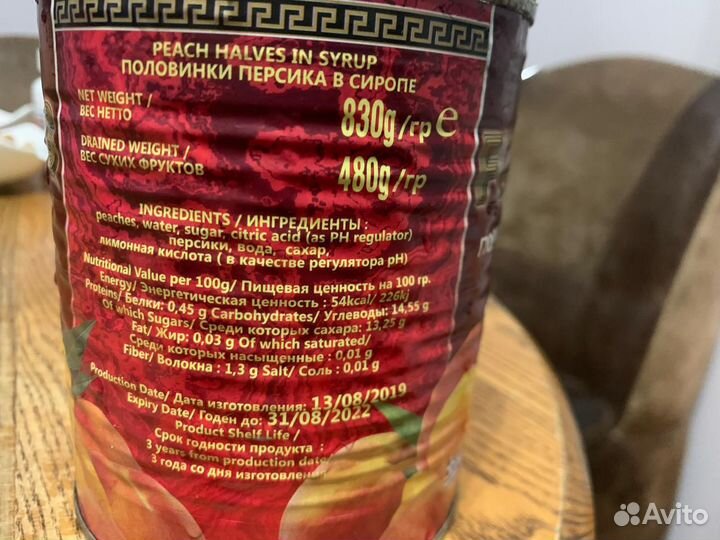 PEACH HALVES IN SYRUP
ПОЛОВИНКИ ПЕРСИКА В СИРОПЕ
NET WEIGHT /
ВЕС НЕТТО
830g/гр e
DRAINED WEIGHT /
ВЕС СУХИХ ФРУКТОВ
480g/гр
INGREDIENTS / ИНГРЕДИЕНТЫ :
peaches, water, sugar, citric acid (as PH regulator)
персики, вода, сахар,
лимонная кислота ( в качестве регулятора pH)
Nutritional Value per 100g/ Пищевая ценность на 100 гр.
Energy/ Энергетическая ценность : 54kcal/ 226kj
Proteins/ Белки: 0,45 g Carbohydrates/ Углеводы: 14,55 g
Of which Sugars/ Среди которых сахара: 13,25 g
Fat/ Жир: 0,03 g Of which saturated/
Среди которых насыщенные : 0,01 g
Fiber/ Волокна : 1,3 g Salt/ Соль : 0,01 g
Production Date/ Дата изготовления: 13/08/2019
Expiry Date/ Годен до: 31/08/2022
Product Shelf Life /
Срок годности продукта :
3 years from production date/
3 года со дня изготовления
Avito